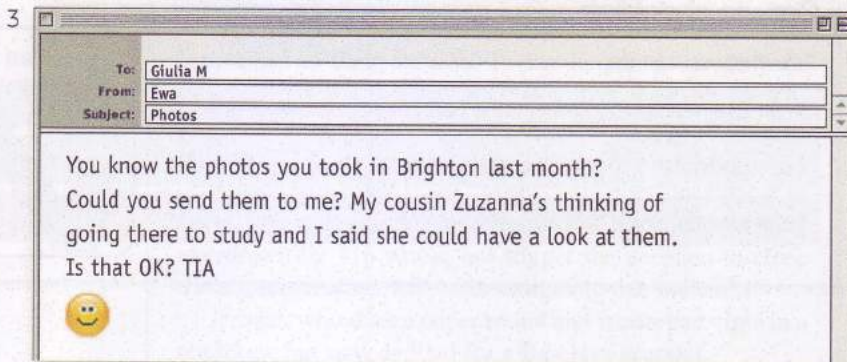 3
To: Giulia M
From: Ewa
Subject: Photos
You know the photos you took in Brighton last month?
Could you send them to me? My cousin Zuzanna's thinking of
going there to study and I said she could have a look at them.
Is that OK? TIA